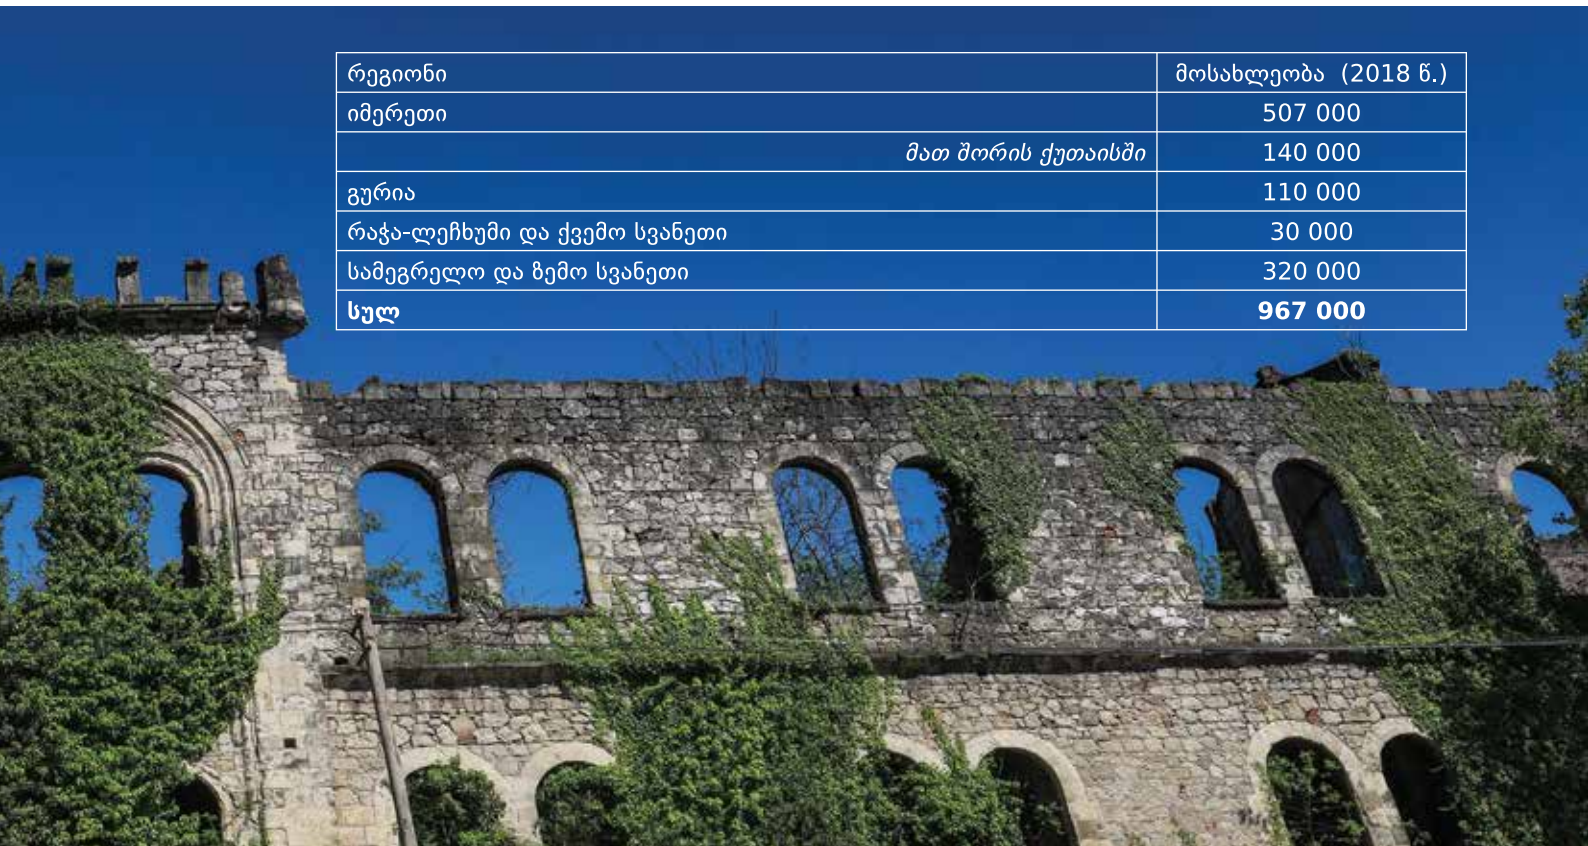 რეგიონი მოსახლეობა (2018 წ.)
იმერეთი 507 000
მათ შორის ქუთაისში 140 000
გურია 110 000
რაჭა-ლეჩხუმი და ქვემო სვანეთი 30 000
სამეგრელო და ზემო სვანეთი 320 000
სულ 967 000